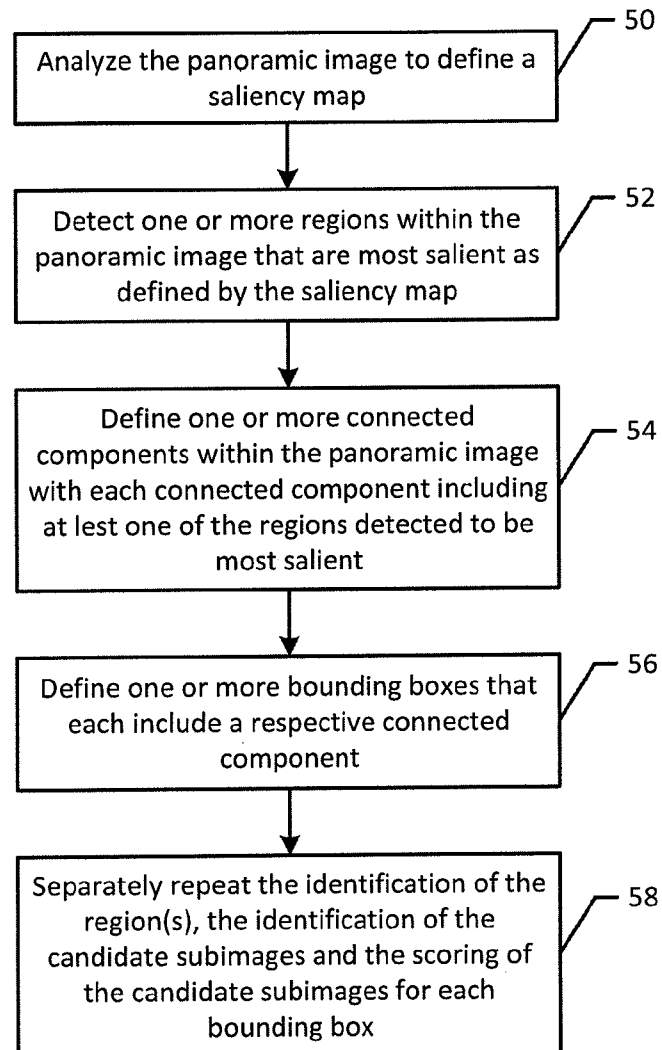 50
Analyze the panoramic image to define a
saliency map
52
Detect one or more regions within the
panoramic image that are most salient as
defined by the saliency map
54
Define one or more connected
components within the panoramic image
with each connected component including
at lest one of the regions detected to be
most salient
56
Define one or more bounding boxes that
each include a respective connected
component
58
Separately repeat the identification of the
region(s), the identification of the
candidate subimages and the scoring of
the candidate subimages for each
bounding box